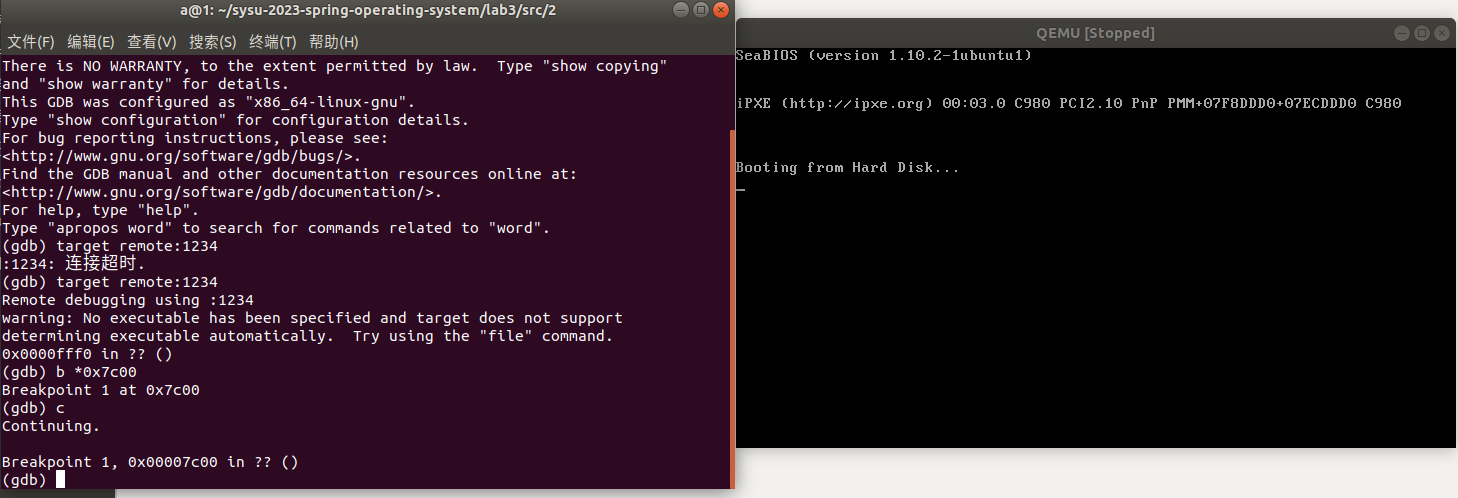 a@1: ~/sysu-2023-spring-operating-system/lab3/src/2
文件(F) 编辑(E) 查看(V) 搜索(S) 终端(T) 帮助(H)
There is NO WARRANTY, to the extent permitted by law.  Type "show copying"
and "show warranty" for details.
This GDB was configured as "x86_64-linux-gnu".
Type "show configuration" for configuration details.
For bug reporting instructions, please see:
<http://www.gnu.org/software/gdb/bugs/>.
Find the GDB manual and other documentation resources online at:
<http://www.gnu.org/software/gdb/documentation/>.
For help, type "help".
Type "apropos word" to search for commands related to "word".
(gdb) target remote:1234
:1234: 连接超时.
(gdb) target remote:1234
Remote debugging using :1234
warning: No executable has been specified and target does not support
determining executable automatically.  Try using the "file" command.
0x0000fff0 in ?? ()
(gdb) b *0x7c00
Breakpoint 1 at 0x7c00
(gdb) c
Continuing.
Breakpoint 1, 0x00007c00 in ?? ()
(gdb)
QEMU [Stopped]
SeaBIOS (version 1.10.2-1ubuntu1)
iPXE (http://ipxe.org) 00:03.0 C980 PCI2.10 PnP PMM+07F8DDD0+07ECDDD0 C980
Booting from Hard Disk...